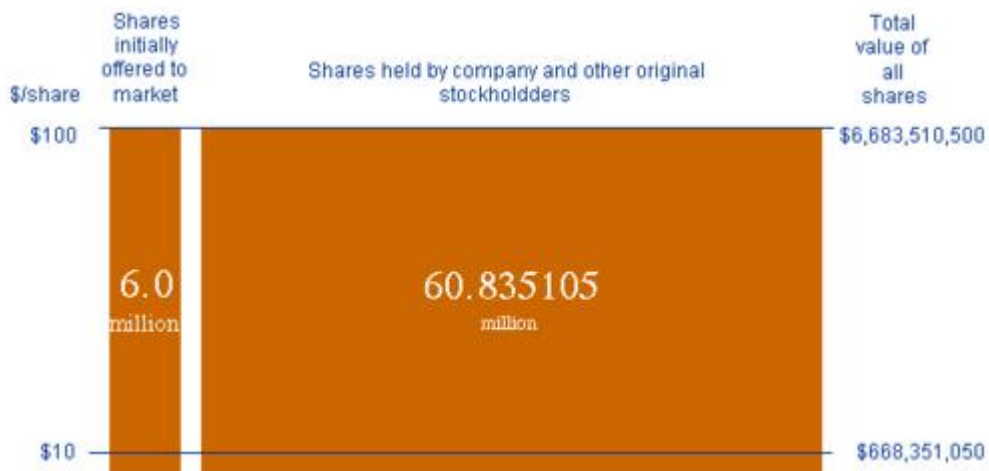 Shares
initially
offered to
market
$/share
Shares held by company and other original
stockholdders
Total
value of
all
shares
$100
$6,683,510,500
6.0
million
60.835105
million
$10
$668,351,050